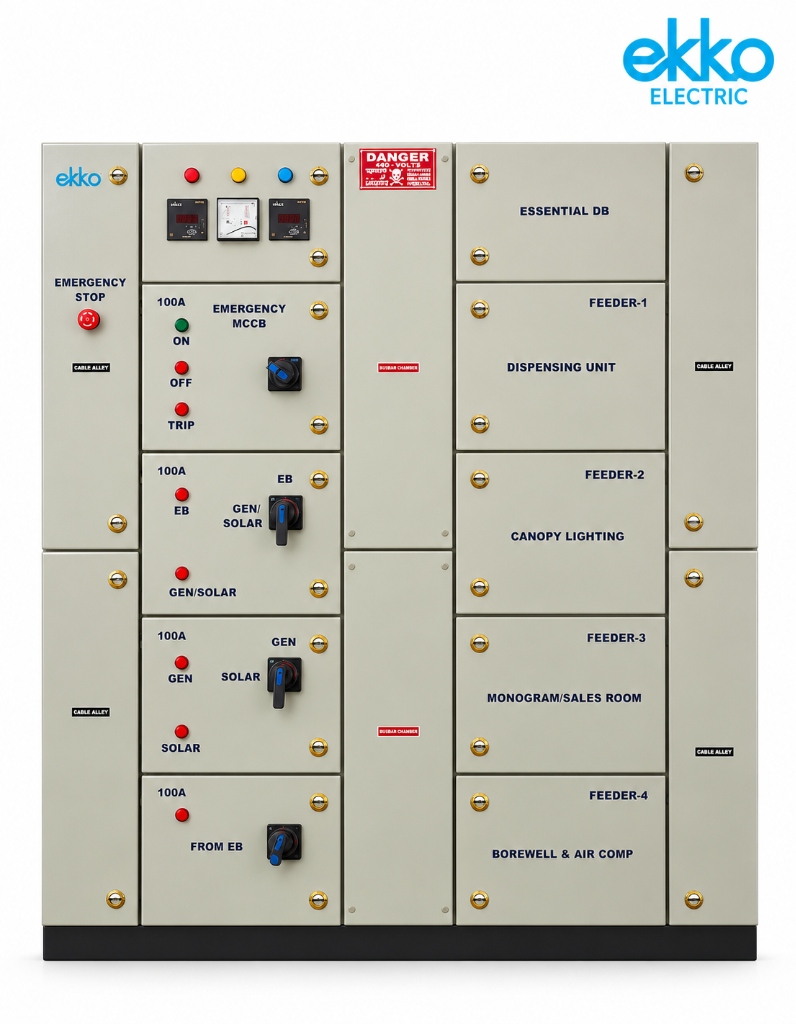 ekko
ELECTRIC
ekko
EMERGENCY
STOP
CABLE ALLEY
CABLE ALLEY
100A
EMERGENCY
MCCB
ON
OFF
TRIP
100A
EB
EB
GEN/
SOLAR
GEN/SOLAR
100A
GEN
GEN
SOLAR
SOLAR
100A
FROM EB
DANGER
440 - VOLTS
BUSBAR CHAMBER
BUSBAR CHAMBER
ESSENTIAL DB
FEEDER-1
DISPENSING UNIT
FEEDER-2
CANOPY LIGHTING
FEEDER-3
MONOGRAM/SALES ROOM
FEEDER-4
BOREWELL & AIR COMP
CABLE ALLEY
CABLE ALLEY